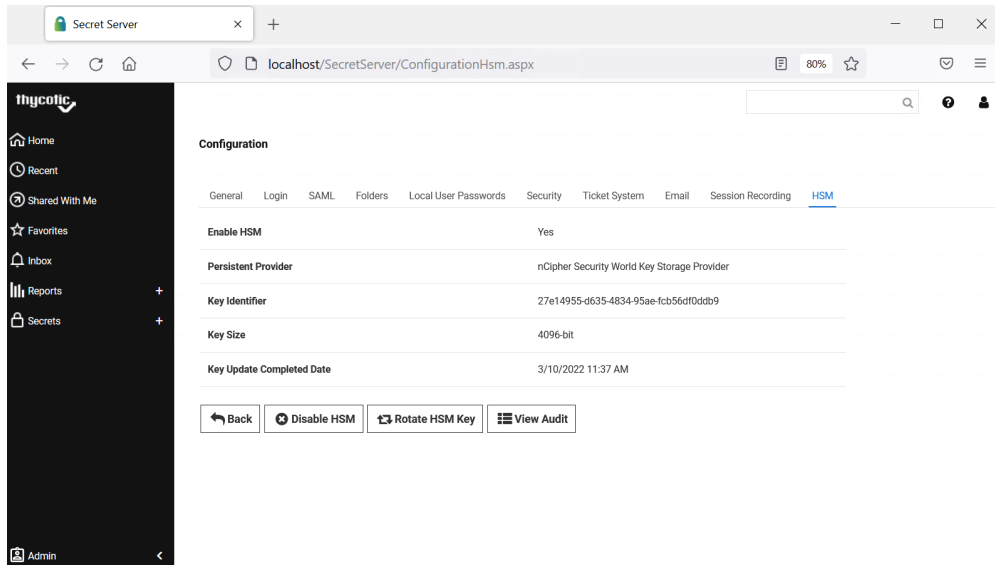 Secret Server
localhost/SecretServer/ConfigurationHsm.aspx
80%
thycotic
Home
Recent
Shared With Me
Favorites
Inbox
Reports +
Secrets +
Admin
Configuration
General Login SAML Folders Local User Passwords Security Ticket System Email Session Recording HSM
Enable HSM Yes
Persistent Provider nCipher Security World Key Storage Provider
Key Identifier 27e14955-d635-4834-95ae-fcb56df0ddb9
Key Size 4096-bit
Key Update Completed Date 3/10/2022 11:37 AM
Back Disable HSM Rotate HSM Key View Audit